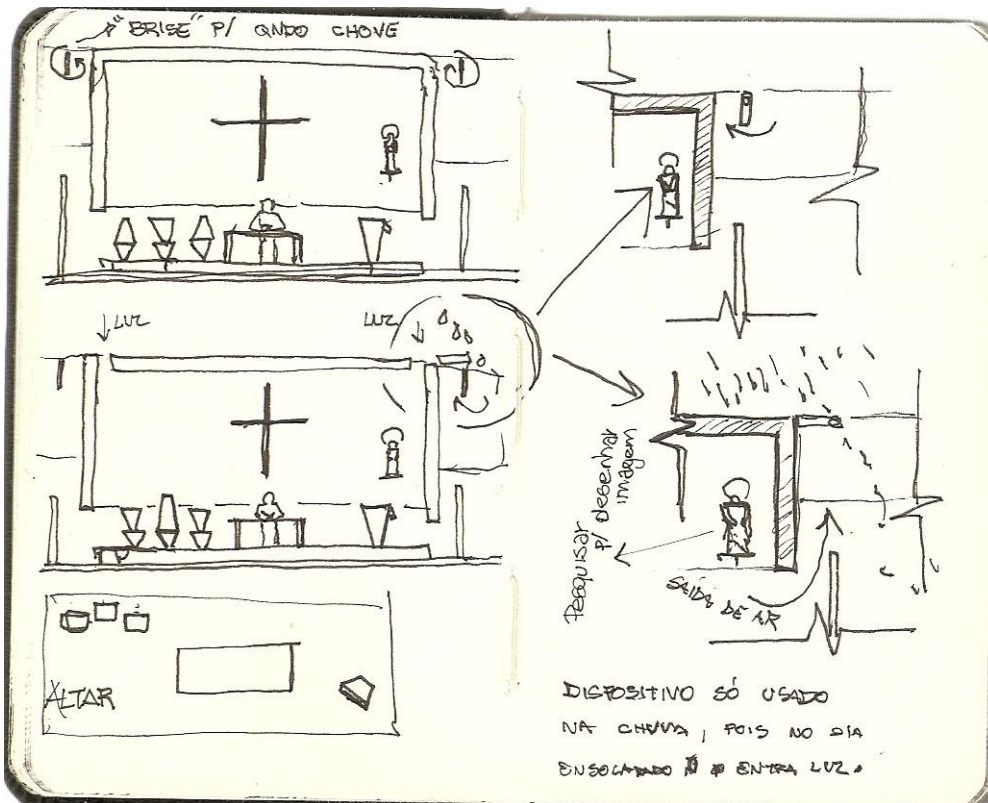 "BRISE" P/ QNDO CHOVE
LUZ
LUZ
ALTAR
Pesquisar
p/ desenhar
imagem
SAÍDA DE AR
DISPOSITIVO SÓ USADO
NA CHUVA, POIS NO DIA
ENSOLARADO ENTRA LUZ.